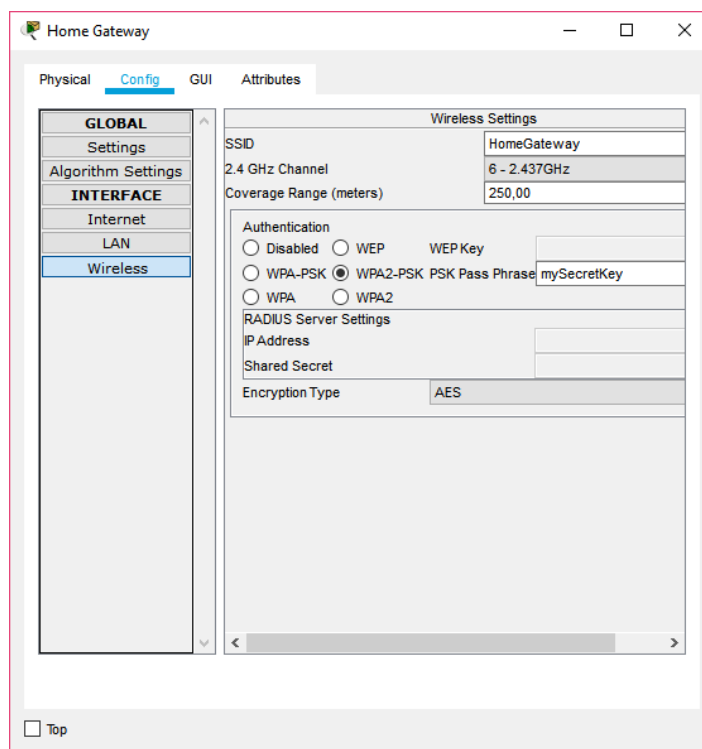 Home Gateway
Physical Config GUI Attributes
GLOBAL
Settings
Algorithm Settings
INTERFACE
Internet
LAN
Wireless
Wireless Settings
SSID HomeGateway
2.4 GHz Channel 6 - 2.437GHz
Coverage Range (meters) 250,00
Authentication
Disabled WEP WEP Key
WPA-PSK WPA2-PSK PSK Pass Phrase mySecretKey
WPA WPA2
RADIUS Server Settings
IP Address
Shared Secret
Encryption Type AES
Top